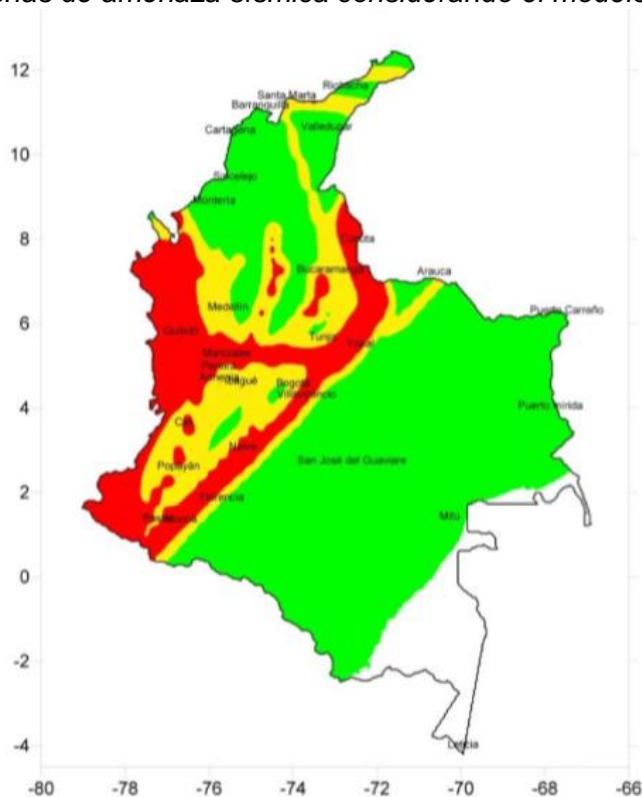 amenaza sísmica considerando el modelo
12
Riohacha
Santa Marta
Barranquilla
Valledupar
Cartagena
10
Sincelejo
Montería
8
Cúcuta
Bucaramanga
Arauca
Medellín
Puerto Carreño
6
Quibdó
Tunja
Yopal
Manizales
Pereira
Armenia
Ibagué
Bogotá
4
Villavicencio
Puerto Inírida
Cali
Neiva
San José del Guaviare
Popayán
2
Florencia
Mitú
Pasto
Mocoa
0
-2
-4
Leticia
-80
-78
-76
-74
-72
-70
-68
-66